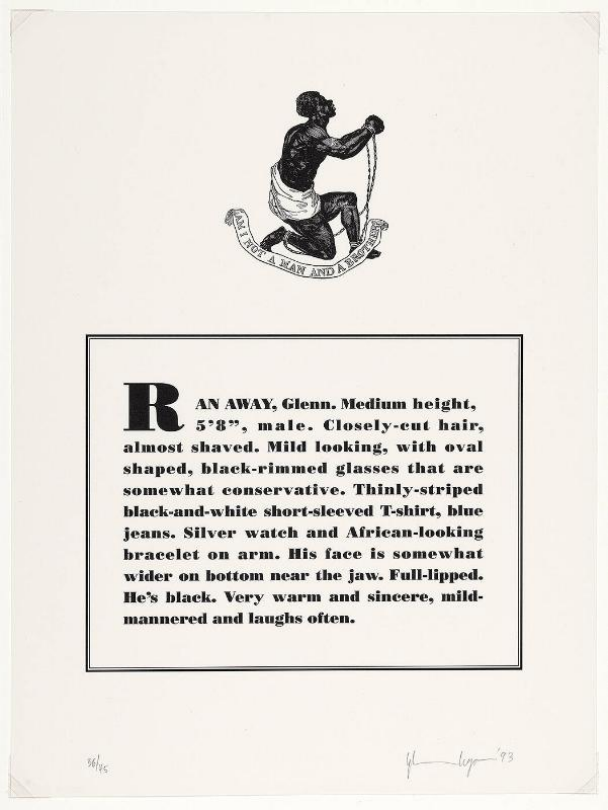 AM I NOT A MAN AND A BROTHER
RAN AWAY, Glenn. Medium height,
5’8”, male. Closely-cut hair,
almost shaved. Mild looking, with oval
shaped, black-rimmed glasses that are
somewhat conservative. Thinly-striped
black-and-white short-sleeved T-shirt, blue
jeans. Silver watch and African-looking
bracelet on arm. His face is somewhat
wider on bottom near the jaw. Full-lipped.
He’s black. Very warm and sincere, mild-
mannered and laughs often.
36/45 '93